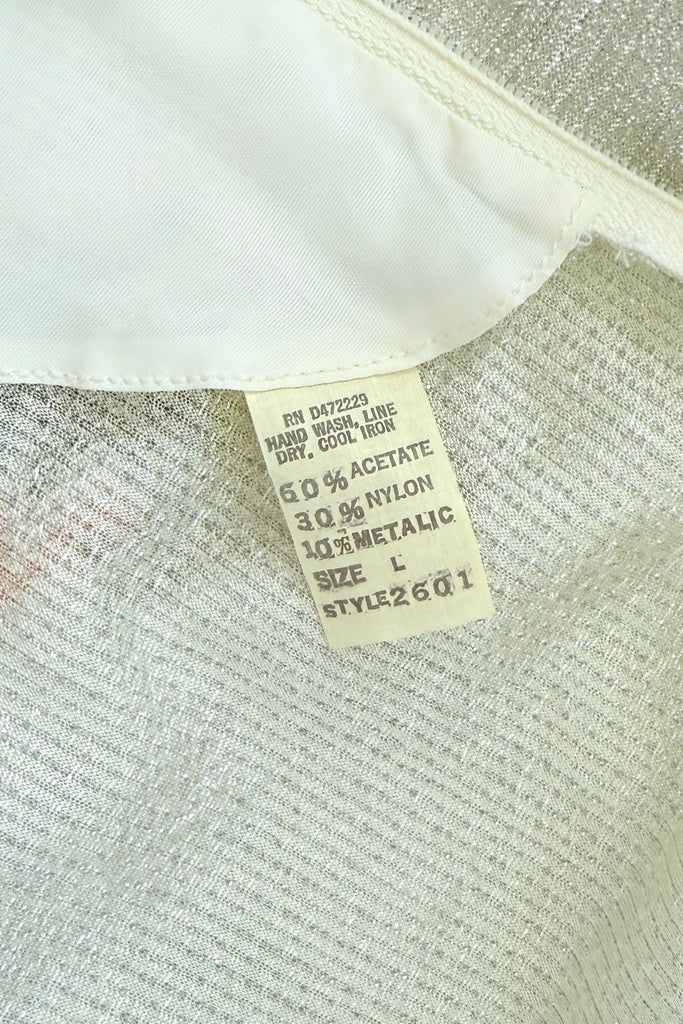 RN D472229
HAND WASH, LINE
DRY. COOL IRON
60% ACETATE
30% NYLON
10% METALIC
SIZE L
STYLE 2601